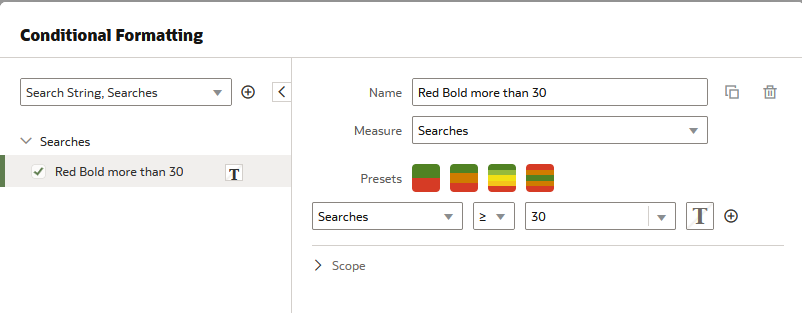 Conditional Formatting
Search String, Searches
Searches
Red Bold more than 30
T
Name
Red Bold more than 30
Measure
Searches
Presets
Searches
≥
30
T
Scope